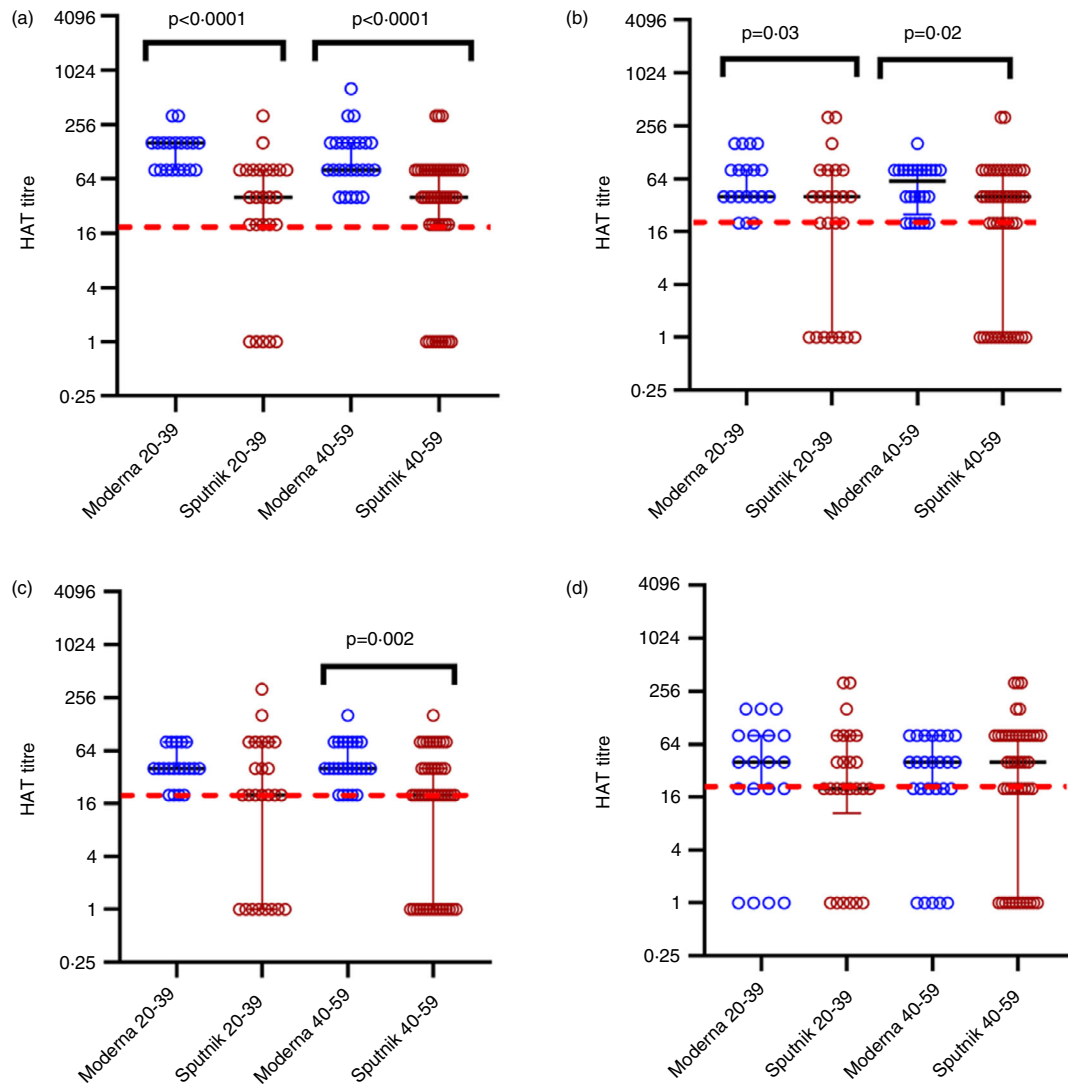 (a)
p<0·0001
p<0·0001
4096
1024
256
64
16
4
1
0·25
HAT titre
Moderna 20-39
Sputnik 20-39
Moderna 40-59
Sputnik 40-59
(b)
p=0·03
p=0·02
4096
1024
256
64
16
4
1
0·25
HAT titre
Moderna 20-39
Sputnik 20-39
Moderna 40-59
Sputnik 40-59
(c)
p=0·002
4096
1024
256
64
16
4
1
0·25
HAT titre
Moderna 20-39
Sputnik 20-39
Moderna 40-59
Sputnik 40-59
(d)
4096
1024
256
64
16
4
1
0·25
HAT titre
Moderna 20-39
Sputnik 20-39
Moderna 40-59
Sputnik 40-59